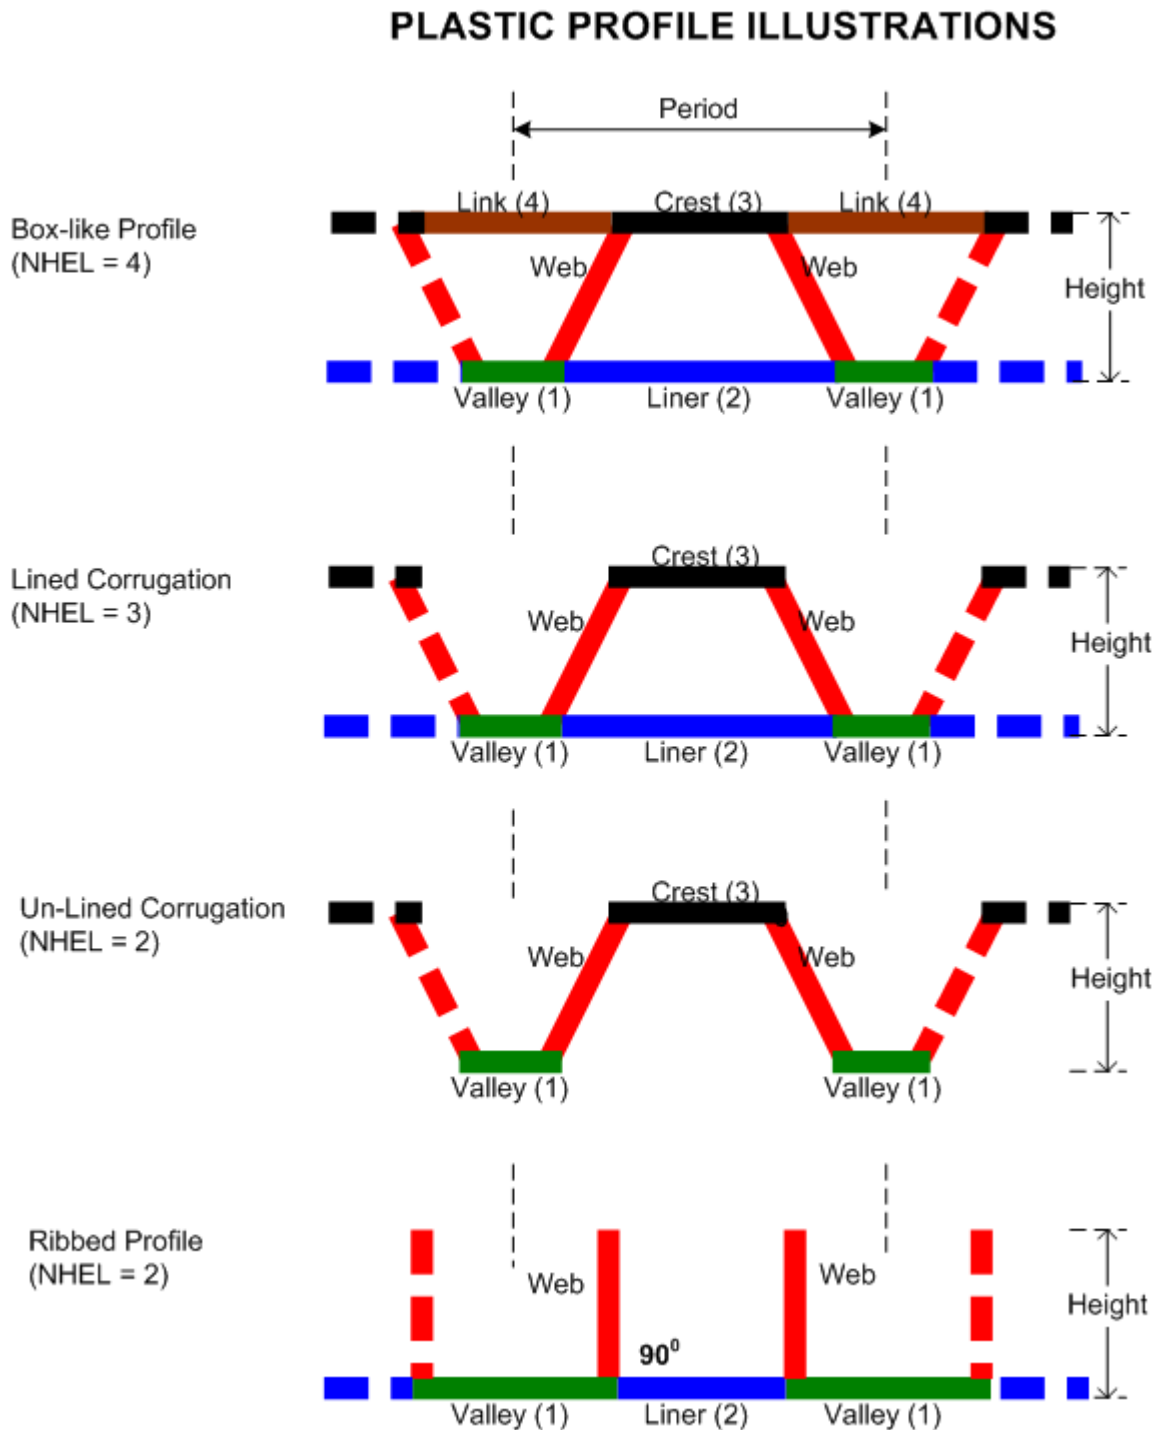 PLASTIC PROFILE ILLUSTRATIONS
Period
Link (4) Crest (3) Link (4)
Box-like Profile
(NHEL = 4)
Web Web
Height
Valley (1) Liner (2) Valley (1)
Crest (3)
Lined Corrugation
(NHEL = 3)
Web Web
Height
Valley (1) Liner (2) Valley (1)
Crest (3)
Un-Lined Corrugation
(NHEL = 2)
Web Web
Height
Valley (1) Valley (1)
Ribbed Profile
(NHEL = 2)
Web Web
Height
90⁰
Valley (1) Liner (2) Valley (1)